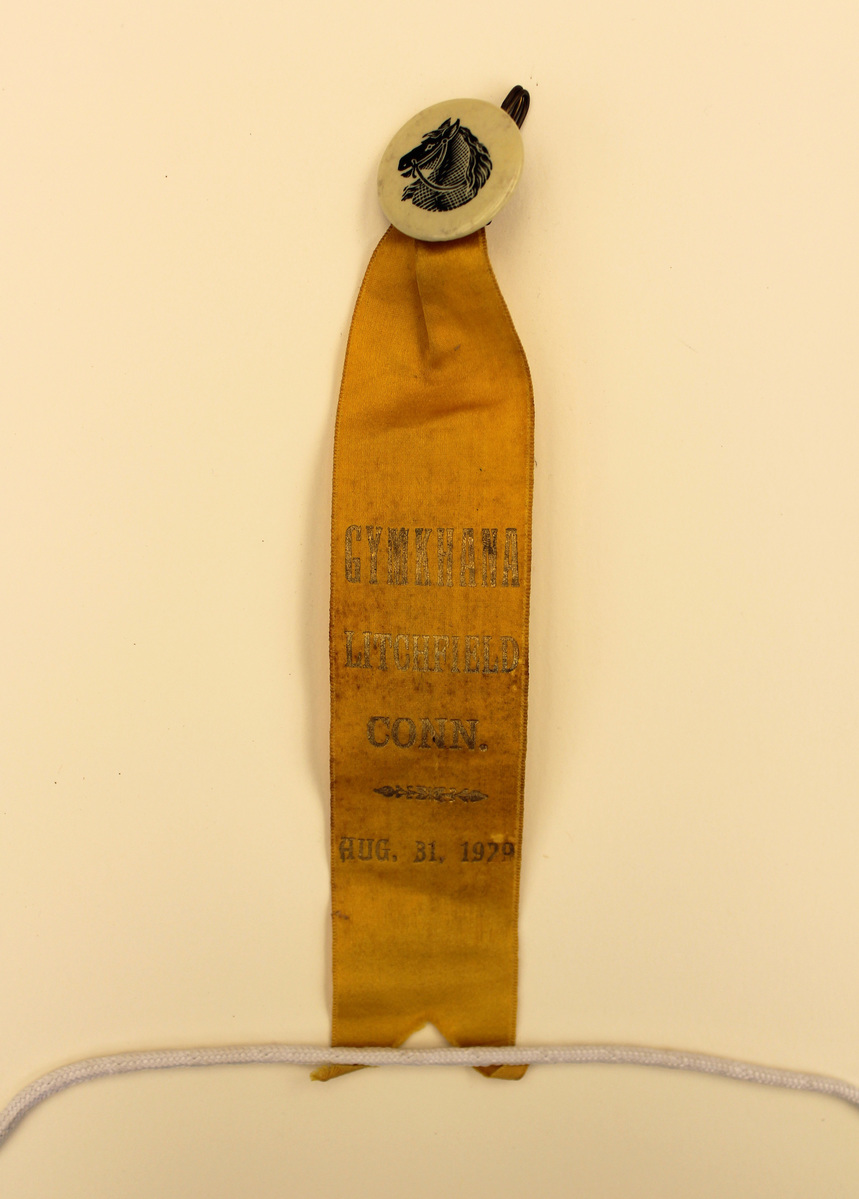 GYMKHANA
LITCHFIELD
CONN.
AUG. 31, 1929